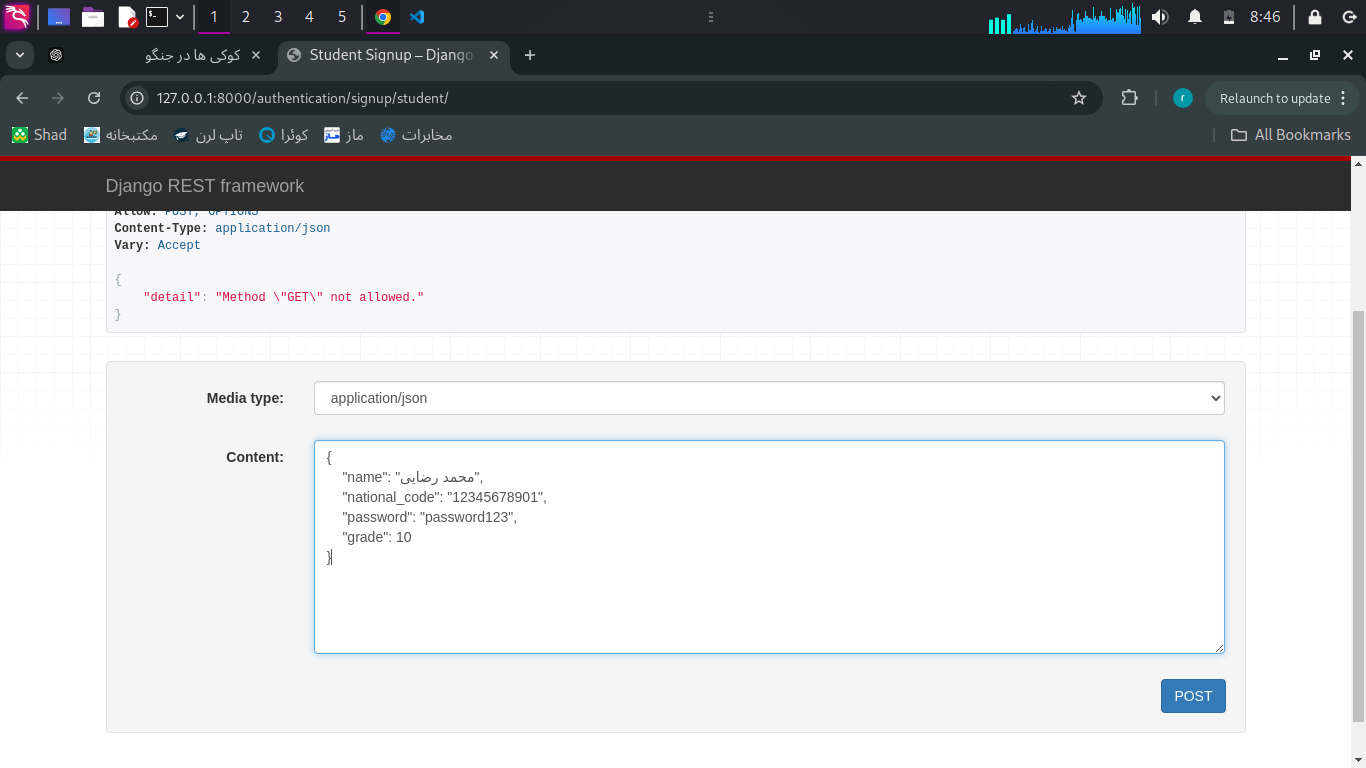 1 2 3 4 5 8:46
کوکی ها در جنگو Student Signup – Django
127.0.0.1:8000/authentication/signup/student/ r Relaunch to update
Shad مکتبخانه تاپ لرن کوئرا ماز مخابرات All Bookmarks
Django REST framework
Allow: POST, OPTIONS
Content-Type: application/json
Vary: Accept
{
"detail": "Method \"GET\" not allowed."
}
Media type: application/json
Content:
{
"name": "محمد رضایی",
"national_code": "12345678901",
"password": "password123",
"grade": 10
}
POST